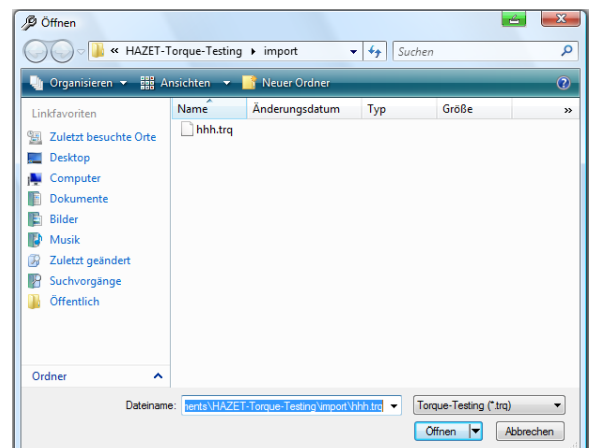 Öffnen
« HAZET-Torque-Testing ▸ import
Suchen
Organisieren Ansichten Neuer Ordner
Linkfavoriten
Name Änderungsdatum Typ Größe »
hhh.trq
Zuletzt besuchte Orte
Desktop
Computer
Dokumente
Bilder
Musik
Zuletzt geändert
Suchvorgänge
Öffentlich
Ordner
Dateiname: nents\HAZET-Torque-Testing\import\hhh.trq Torque-Testing (*.trq)
Öffnen Abbrechen